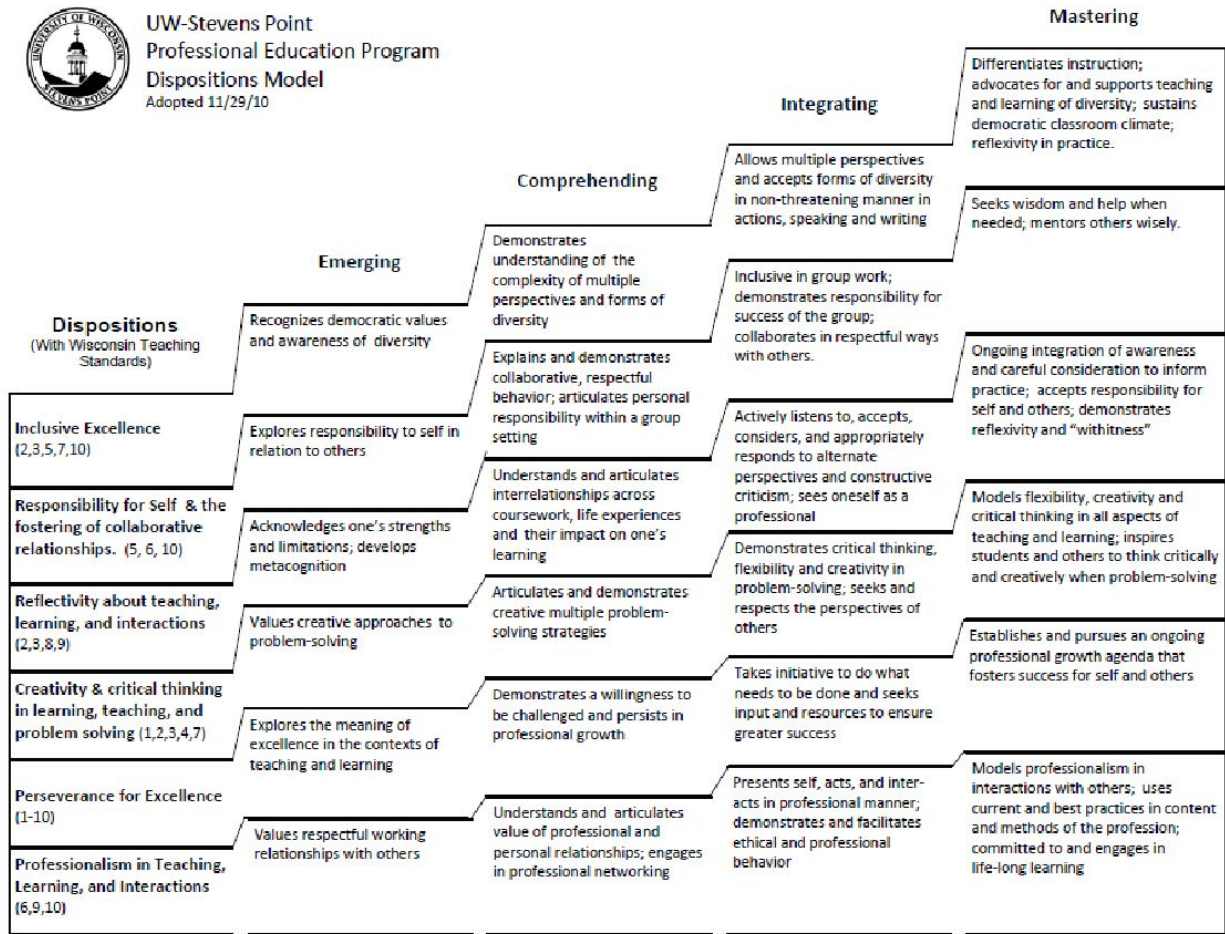 UNIVERSITY OF WISCONSIN
STEVENS POINT
UW-Stevens Point
Professional Education Program
Dispositions Model
Adopted 11/29/10
Dispositions
(With Wisconsin Teaching
Standards)
Inclusive Excellence
(2,3,5,7,10)
Responsibility for Self & the
fostering of collaborative
relationships. (5, 6, 10)
Reflectivity about teaching,
learning, and interactions
(2,3,8,9)
Creativity & critical thinking
in learning, teaching, and
problem solving (1,2,3,4,7)
Perseverance for Excellence
(1-10)
Professionalism in Teaching,
Learning, and Interactions
(6,9,10)
Emerging
Recognizes democratic values
and awareness of diversity
Explores responsibility to self in
relation to others
Acknowledges one's strengths
and limitations; develops
metacognition
Values creative approaches to
problem-solving
Explores the meaning of
excellence in the contexts of
teaching and learning
Values respectful working
relationships with others
Comprehending
Demonstrates
understanding of the
complexity of multiple
perspectives and forms of
diversity
Explains and demonstrates
collaborative, respectful
behavior; articulates personal
responsibility within a group
setting
Understands and articulates
interrelationships across
coursework, life experiences
and their impact on one's
learning
Articulates and demonstrates
creative multiple problem-
solving strategies
Demonstrates a willingness to
be challenged and persists in
professional growth
Understands and articulates
value of professional and
personal relationships; engages
in professional networking
Integrating
Allows multiple perspectives
and accepts forms of diversity
in non-threatening manner in
actions, speaking and writing
Inclusive in group work;
demonstrates responsibility for
success of the group;
collaborates in respectful ways
with others.
Actively listens to, accepts,
considers, and appropriately
responds to alternate
perspectives and constructive
criticism; sees oneself as a
professional
Demonstrates critical thinking,
flexibility and creativity in
problem-solving; seeks and
respects the perspectives of
others
Takes initiative to do what
needs to be done and seeks
input and resources to ensure
greater success
Presents self, acts, and inter-
acts in professional manner;
demonstrates and facilitates
ethical and professional
behavior
Mastering
Differentiates instruction;
advocates for and supports teaching
and learning of diversity; sustains
democratic classroom climate;
reflexivity in practice.
Seeks wisdom and help when
needed; mentors others wisely.
Ongoing integration of awareness
and careful consideration to inform
practice; accepts responsibility for
self and others; demonstrates
reflexivity and "withitness"
Models flexibility, creativity and
critical thinking in all aspects of
teaching and learning; inspires
students and others to think critically
and creatively when problem-solving
Establishes and pursues an ongoing
professional growth agenda that
fosters success for self and others
Models professionalism in
interactions with others; uses
current and best practices in content
and methods of the profession;
committed to and engages in
life-long learning